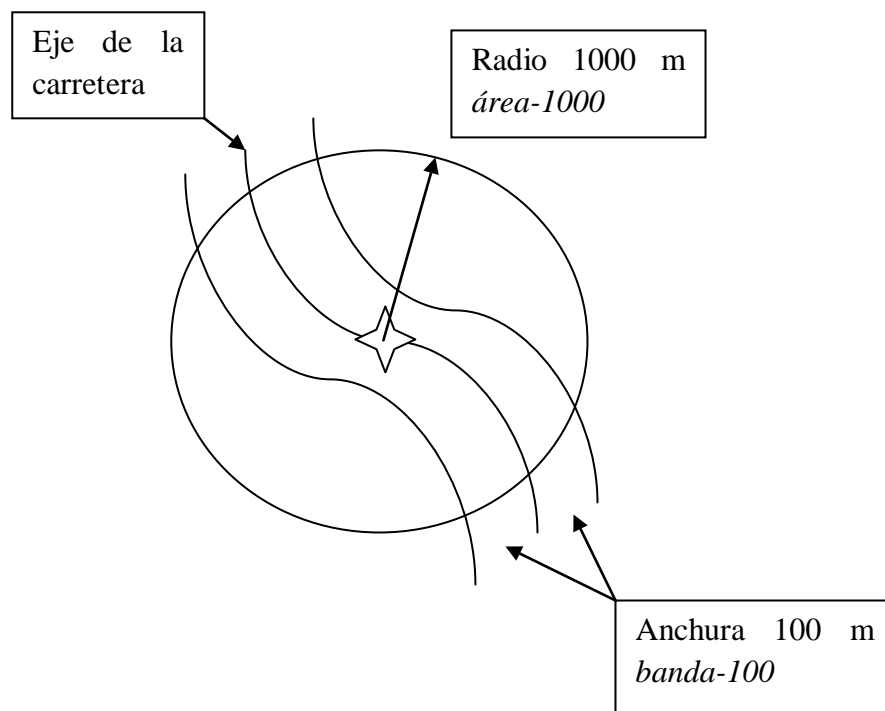 Eje de la
carretera
Radio 1000 m
área-1000
Anchura 100 m
banda-100